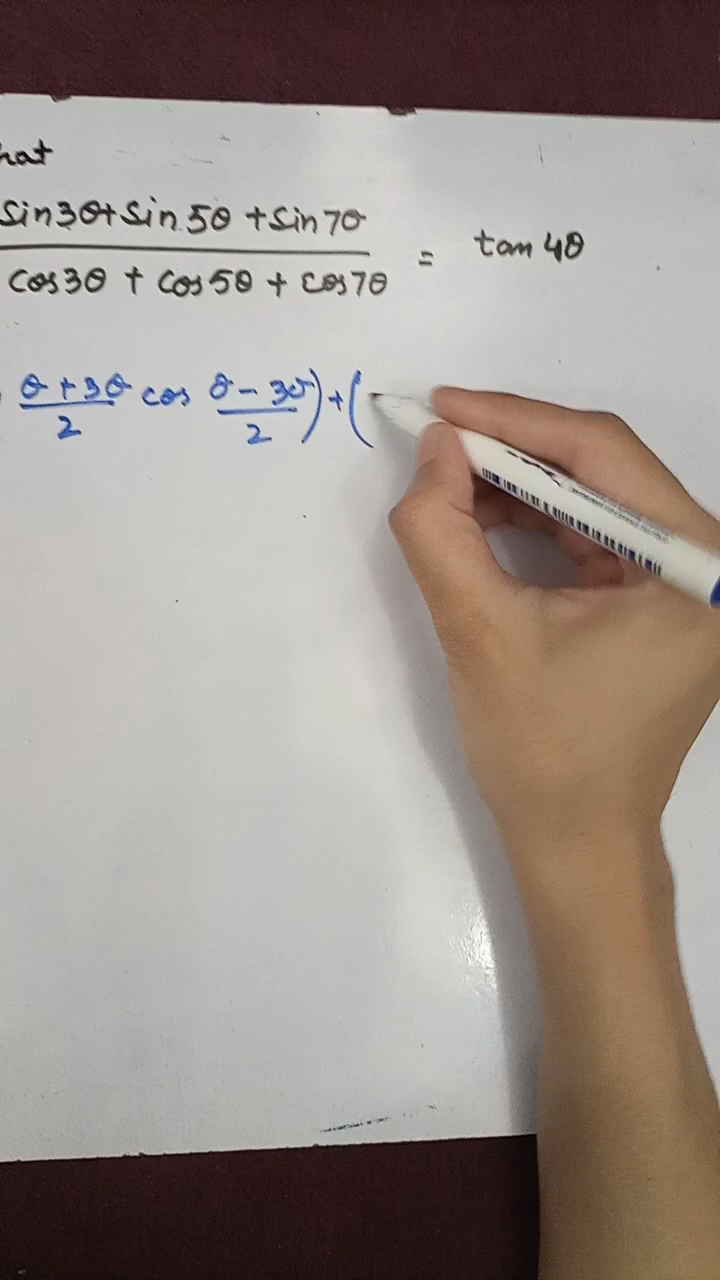 hat
sin3θ+sin5θ+sin7θ
cos3θ + cos5θ + cos7θ = tan4θ
θ+3θ/2 cos θ-3θ/2)+(